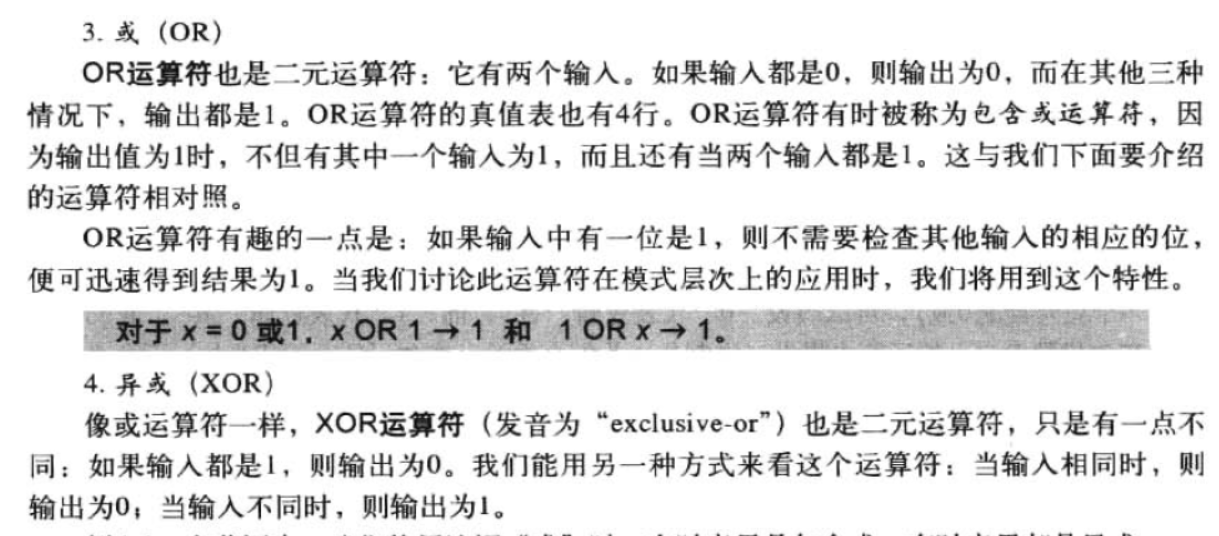 3. 或（OR）
OR运算符也是二元运算符：它有两个输入。如果输入都是0，则输出为0，而在其他三种
情况下，输出都是1。OR运算符的真值表也有4行。OR运算符有时被称为包含或运算符，因
为输出值为1时，不但有其中一个输入为1，而且还有当两个输入都是1。这与我们下面要介绍
的运算符相对照。
OR运算符有趣的一点是：如果输入中有一位是1，则不需要检查其他输入的相应的位，
便可迅速得到结果为1。当我们讨论此运算符在模式层次上的应用时，我们将用到这个特性。
对于 x = 0 或1，x OR 1 → 1 和 1 OR x → 1。
4. 异或（XOR）
像或运算符一样，XOR运算符（发音为“exclusive-or”）也是二元运算符，只是有一点不
同：如果输入都是1，则输出为0。我们能用另一种方式来看这个运算符：当输入相同时，则
输出为0；当输入不同时，则输出为1。